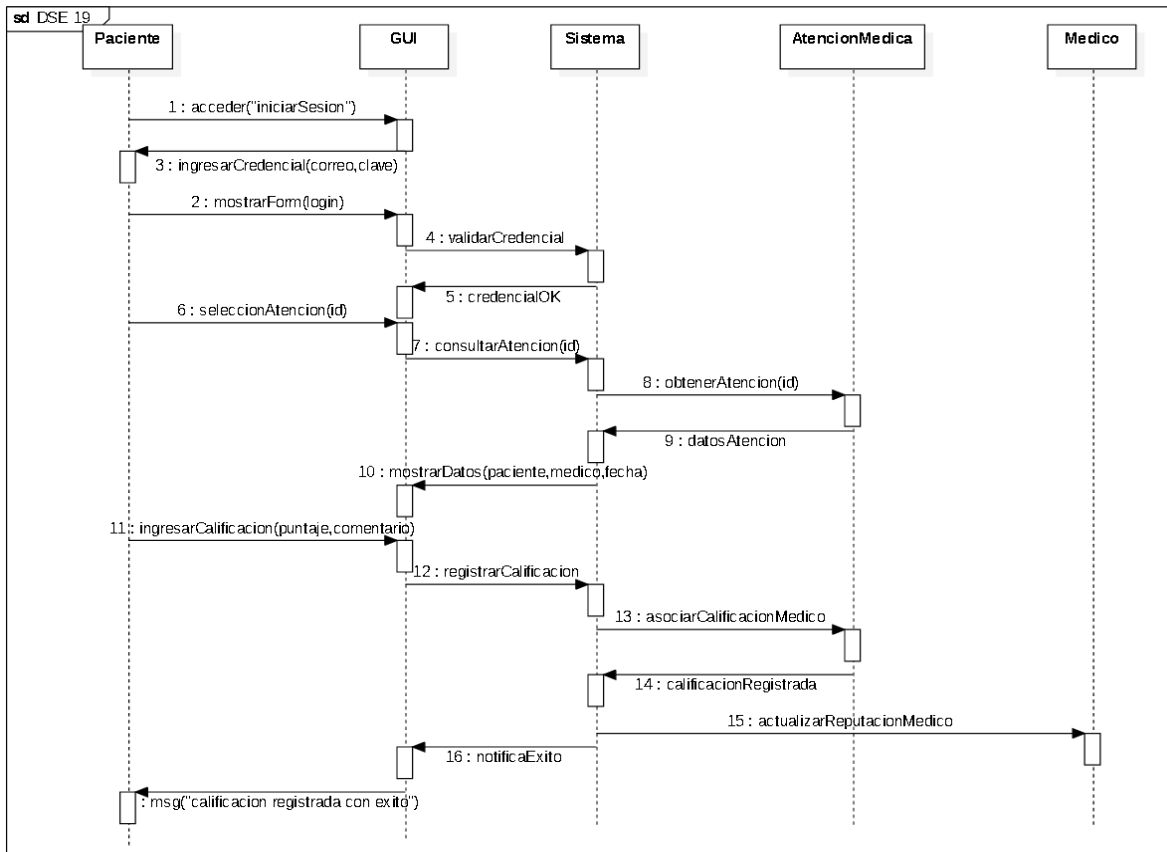 sd DSE 19
Paciente
GUI
Sistema
AtencionMedica
Medico
1 : acceder("iniciarSesion")
3 : ingresarCredencial(correo,clave)
2 : mostrarForm(login)
4 : validarCredencial
5 : credencialOK
6 : seleccionAtencion(id)
7 : consultarAtencion(id)
8 : obtenerAtencion(id)
9 : datosAtencion
10 : mostrarDatos(paciente,medico,fecha)
11 : ingresarCalificacion(puntaje,comentario)
12 : registrarCalificacion
13 : asociarCalificacionMedico
14 : calificacionRegistrada
15 : actualizarReputacionMedico
16 : notificaExito
: msg("calificacion registrada con exito")